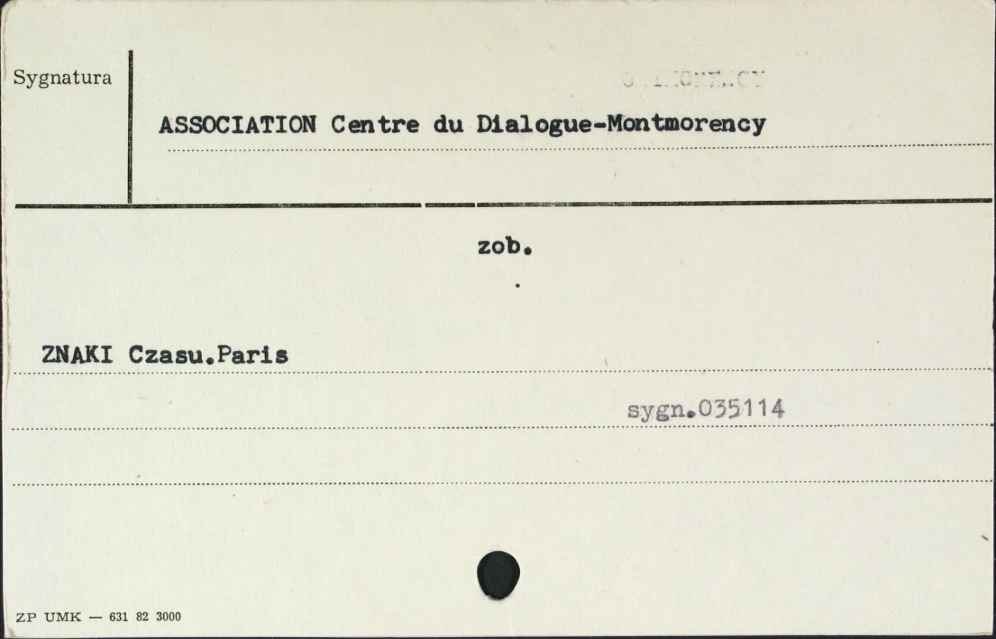 Sygnatura
ASSOCIATION Centre du Dialogue-Montmorency
zob.
ZNAKI Czasu.Paris
sygn.035114
ZP UMK — 631 82 3000